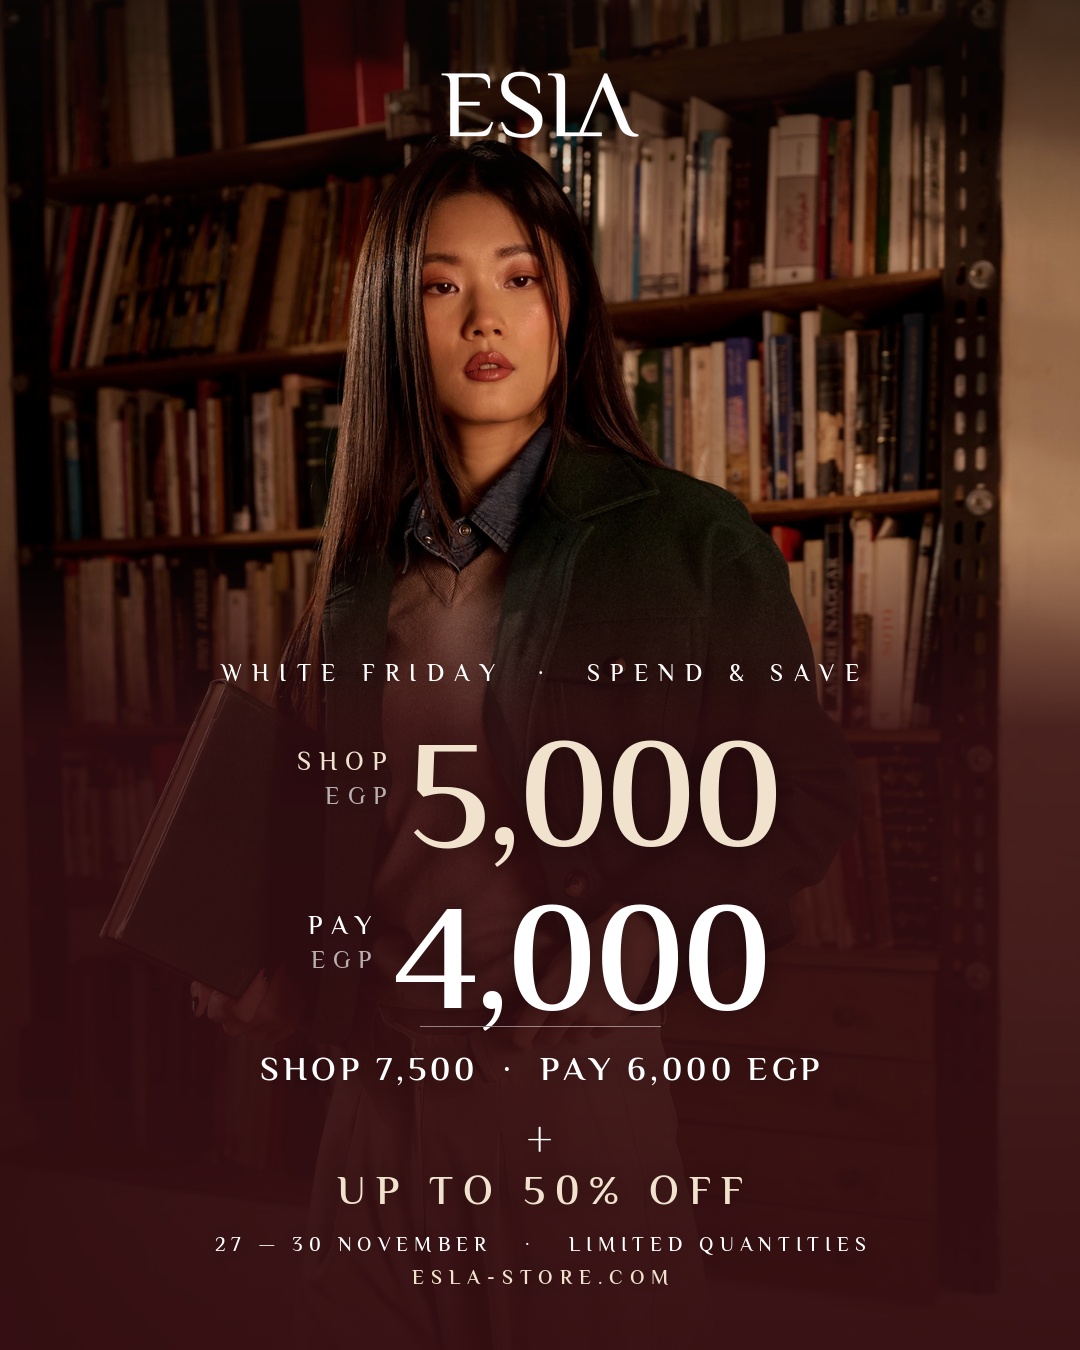 ESLA
WHITE FRIDAY · SPEND & SAVE
SHOP
EGP
5,000
PAY
EGP
4,000
SHOP 7,500 · PAY 6,000 EGP
+
UP TO 50% OFF
27 — 30 NOVEMBER · LIMITED QUANTITIES
ESLA-STORE.COM